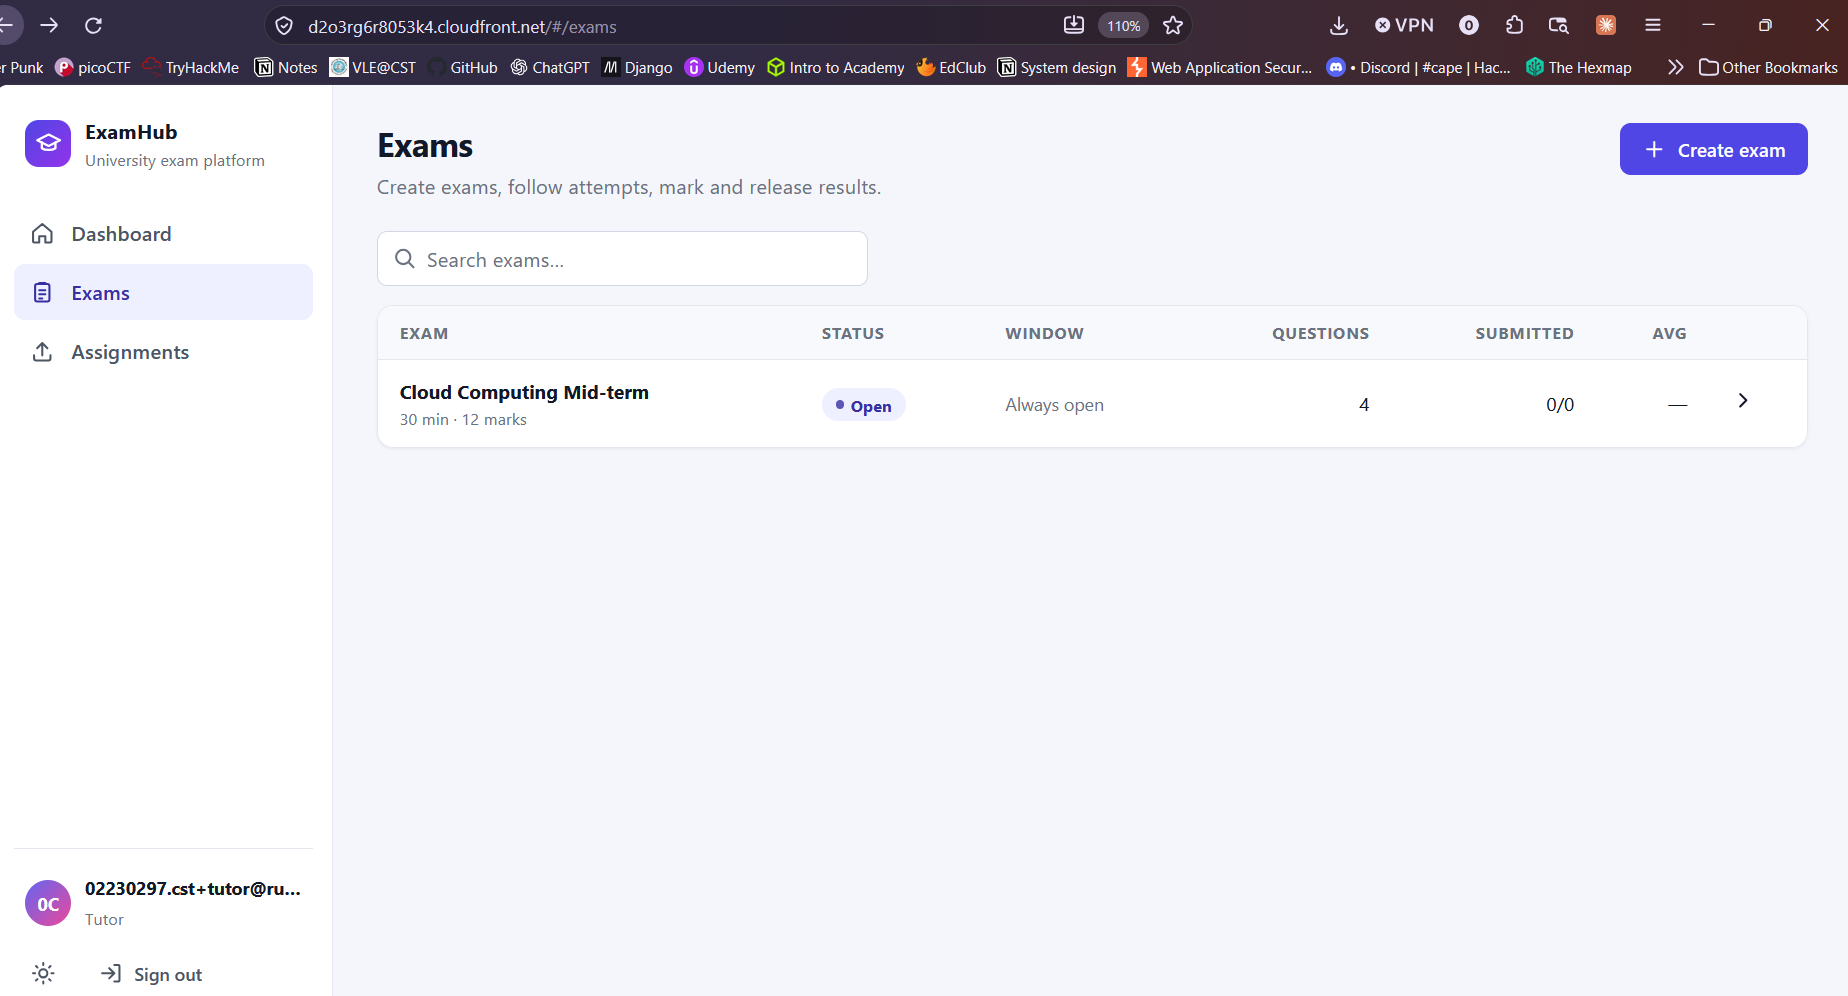 d2o3rg6r8053k4.cloudfront.net/#/exams
110%
VPN
r Punk
picoCTF
TryHackMe
Notes
VLE@CST
GitHub
ChatGPT
Django
Udemy
Intro to Academy
EdClub
System design
Web Application Secur...
• Discord | #cape | Hac...
The Hexmap
Other Bookmarks
ExamHub
University exam platform
Dashboard
Exams
Assignments
Exams
Create exams, follow attempts, mark and release results.
+ Create exam
Search exams...
EXAM STATUS WINDOW QUESTIONS SUBMITTED AVG
Cloud Computing Mid-term
30 min · 12 marks
Open
Always open
4
0/0
—
0C
02230297.cst+tutor@ru...
Tutor
Sign out